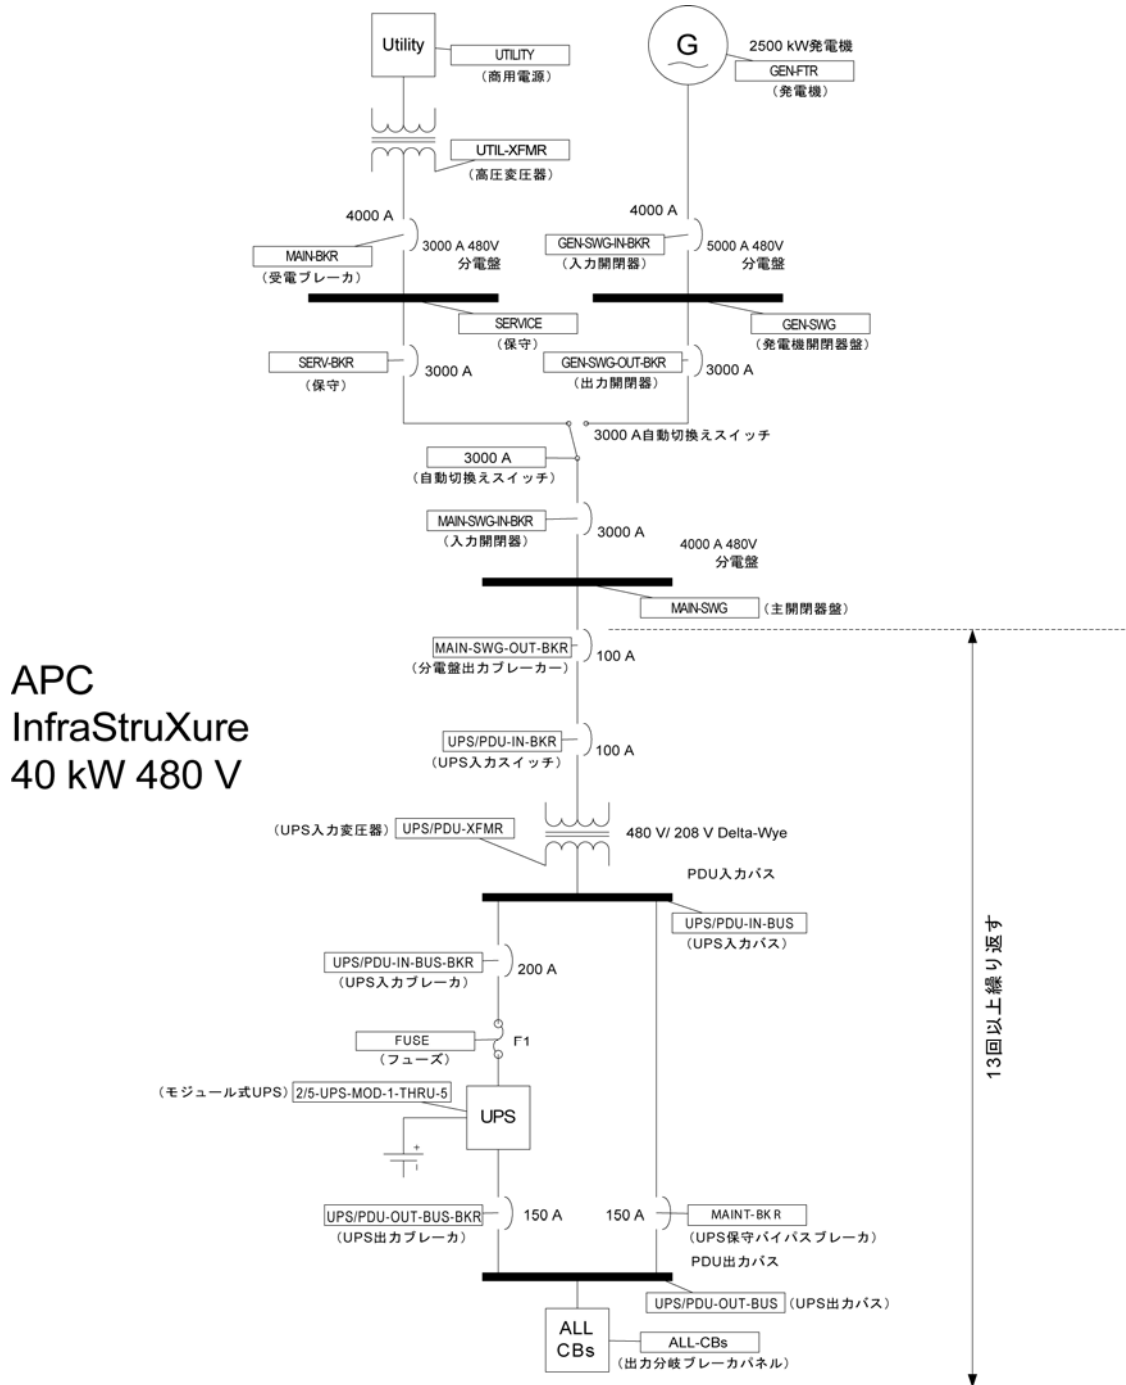 Utility
UTILITY
(商用電源)
G
2500 kW発電機
GEN-FTR
(発電機)
UTIL-XFMR
(高圧変圧器)
4000 A
MAIN-BKR
(受電ブレーカ)
3000 A 480V
分電盤
4000 A
GEN-SWG-IN-BKR
(入力開閉器)
5000 A 480V
分電盤
SERVICE
(保守)
GEN-SWG
(発電機開閉器盤)
SERV-BKR
(保守)
3000 A
GEN-SWG-OUT-BKR
(出力開閉器)
3000 A
3000 A自動切換えスイッチ
3000 A
(自動切換えスイッチ)
MAIN-SWG-IN-BKR
(入力開閉器)
3000 A
4000 A 480V
分電盤
MAIN-SWG
(主開閉器盤)
MAIN-SWG-OUT-BKR
(分電盤出力ブレーカー)
100 A
APC
InfraStruXure
40 kW 480 V
UPS/PDU-IN-BKR
(UPS入力スイッチ)
100 A
(UPS入力変圧器)
UPS/PDU-XFMR
480 V/ 208 V Delta-Wye
PDU入力バス
UPS/PDU-IN-BUS
(UPS入力バス)
UPS/PDU-IN-BUS-BKR
(UPS入力ブレーカ)
200 A
FUSE
(フューズ)
F1
(モジュール式UPS)
2/5-UPS-MOD-1-THRU-5
UPS
+
UPS/PDU-OUT-BUS-BKR
(UPS出力ブレーカ)
150 A
150 A
MAINT-BKR
(UPS保守バイパスブレーカ)
PDU出力バス
UPS/PDU-OUT-BUS
(UPS出力バス)
ALL
CBs
ALL-CBs
(出力分岐ブレーカパネル)
13回以上繰り返す